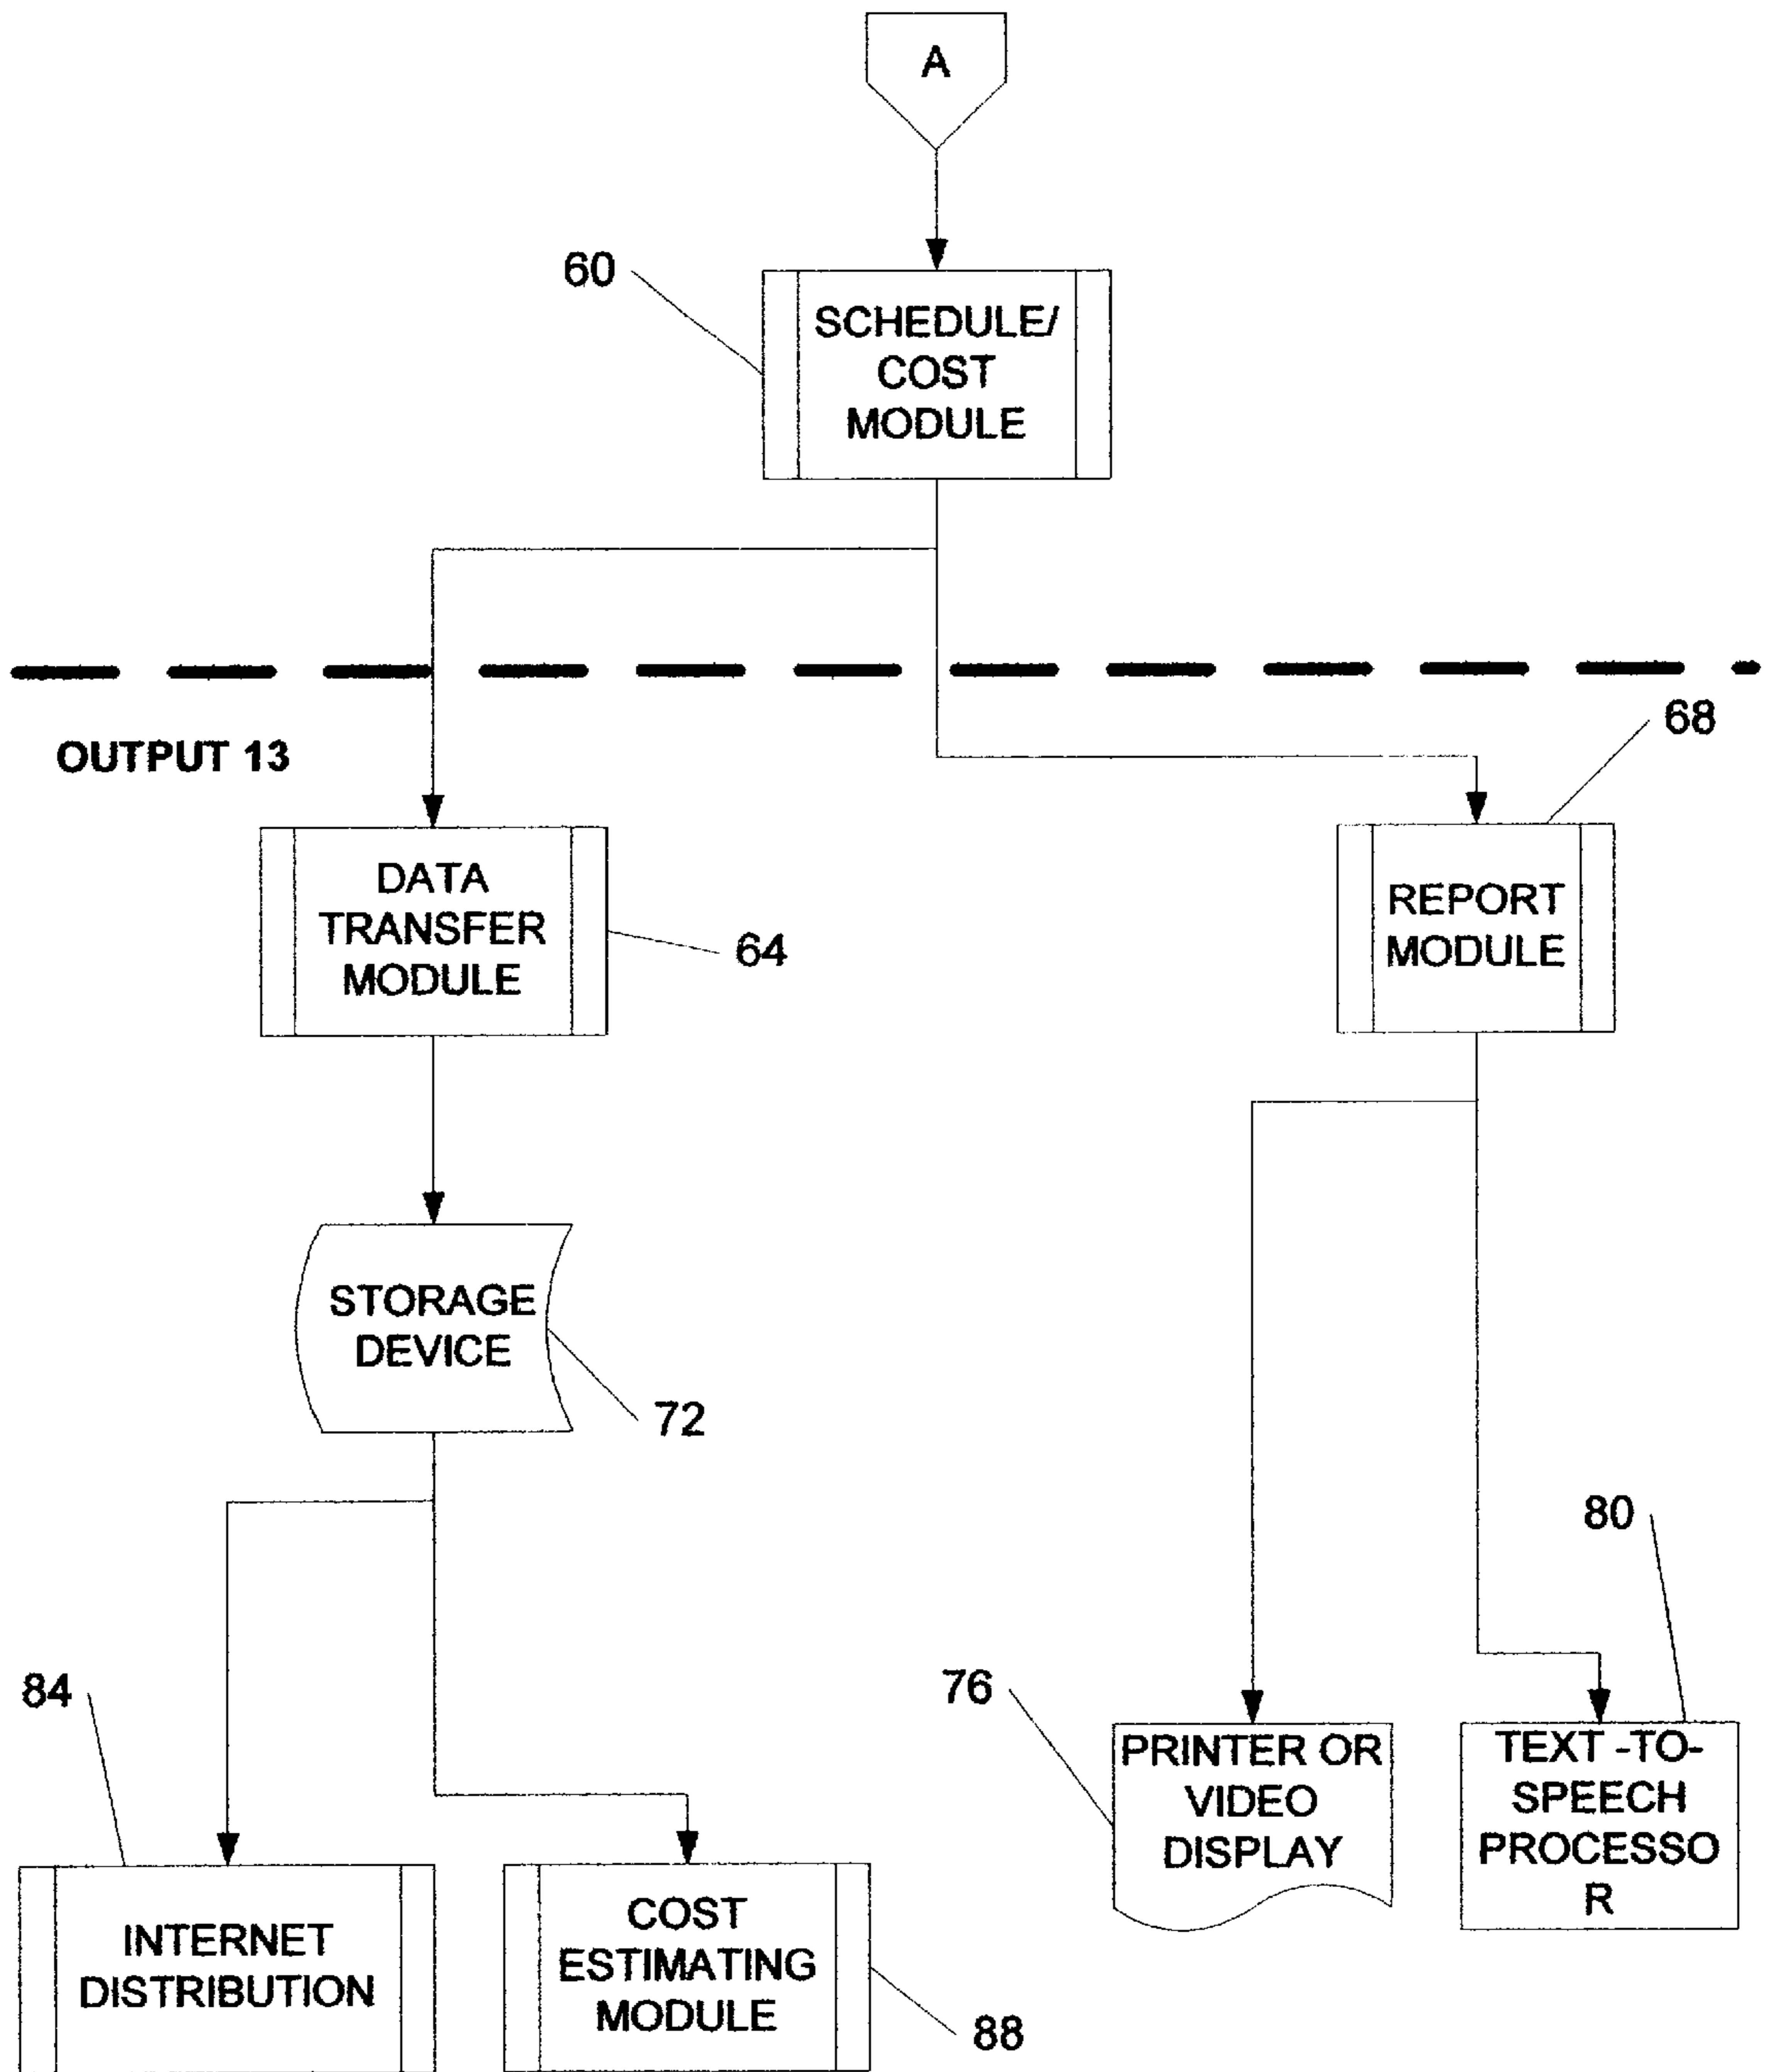 A
60
SCHEDULE/
COST
MODULE
OUTPUT 13
68
DATA
TRANSFER
MODULE
64
REPORT
MODULE
STORAGE
DEVICE
72
80
84
76
PRINTER OR
VIDEO
DISPLAY
TEXT -TO-
SPEECH
PROCESSO
R
INTERNET
DISTRIBUTION
COST
ESTIMATING
MODULE
88